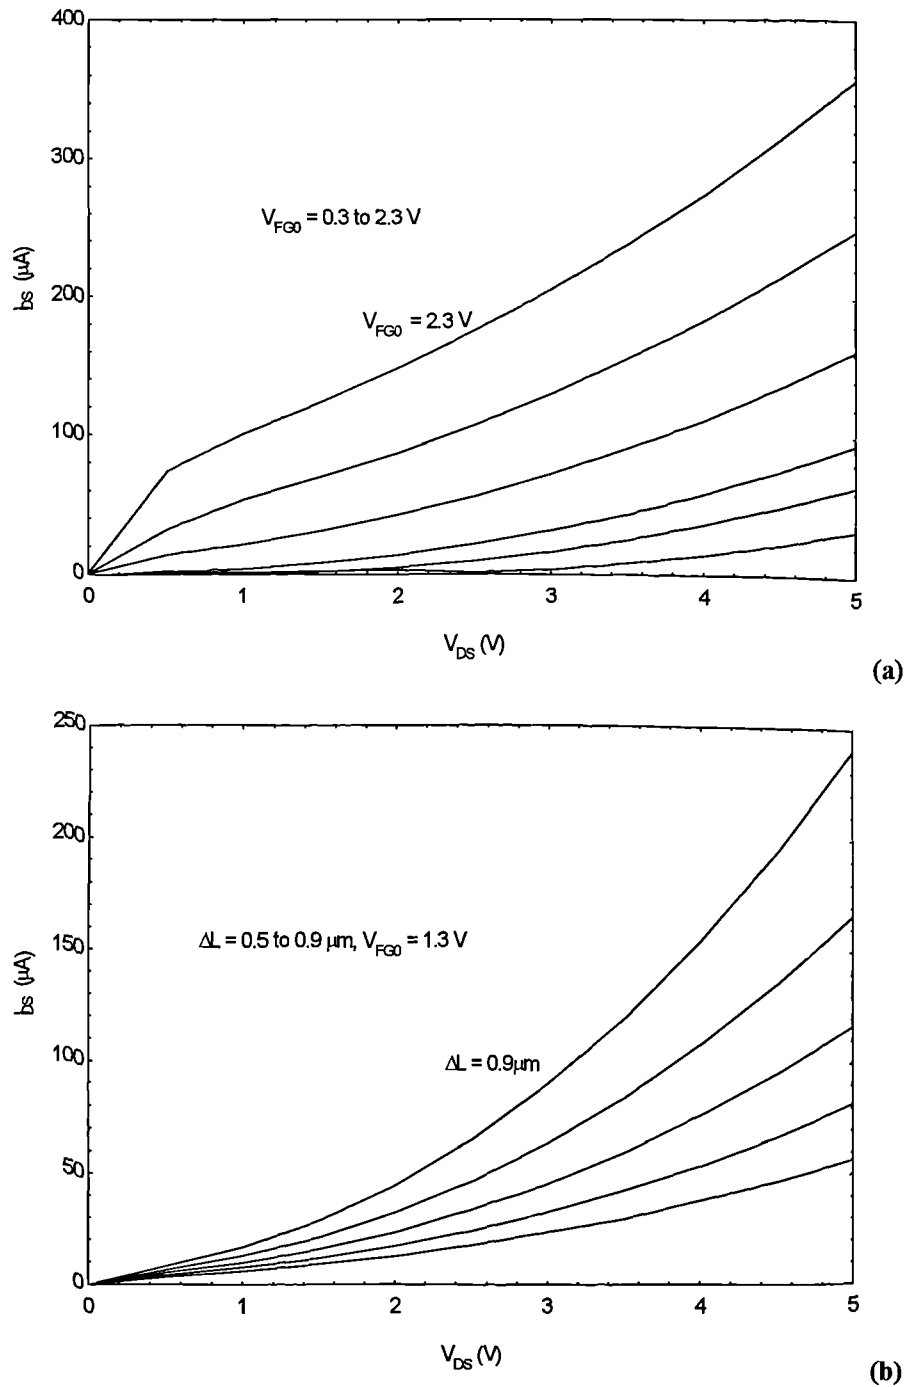 400
300
200
100
0
I_DS (μA)
V_FG0 = 0.3 to 2.3 V
V_FG0 = 2.3 V
0 1 2 3 4 5
V_DS (V)
(a)
250
200
150
100
50
0
I_DS (μA)
ΔL = 0.5 to 0.9 μm, V_FG0 = 1.3 V
ΔL = 0.9μm
0 1 2 3 4 5
V_DS (V)
(b)